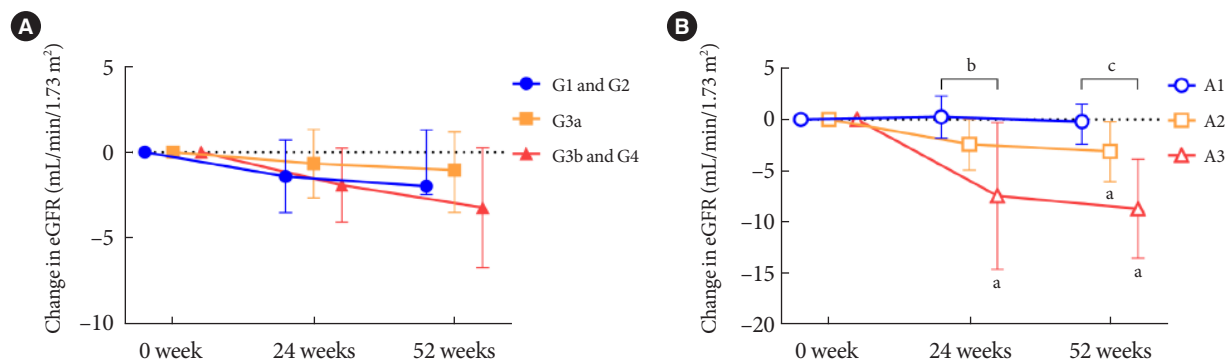 A
Change in eGFR (mL/min/1.73 m²)
5
0
−5
−10
0 week
24 weeks
52 weeks
G1 and G2
G3a
G3b and G4
B
Change in eGFR (mL/min/1.73 m²)
5
0
−5
−10
−15
−20
0 week
24 weeks
52 weeks
b
c
a
a
a
A1
A2
A3